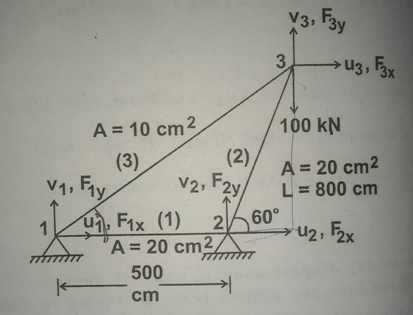 v3, F3y
3
u3, F3x
100 kN
A = 10 cm²
(3)
(2)
A = 20 cm²
L = 800 cm
v1, F1y
v2, F2y
u1, F1x
(1)
1
2
60°
u2, F2x
A = 20 cm²
500
cm